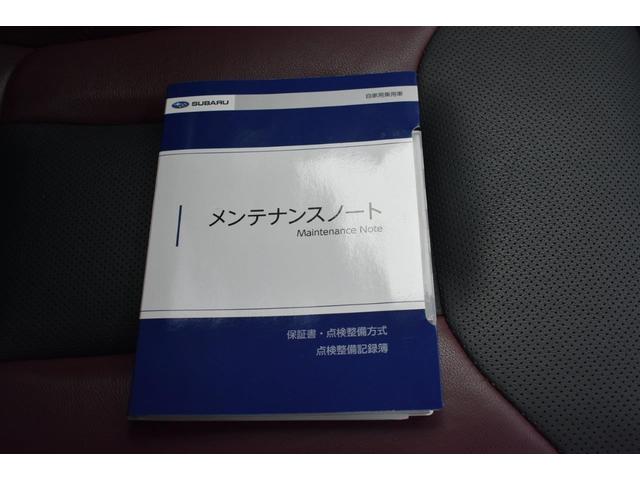 SUBARU
自家用乗用車
メンテナンスノート
Maintenance Note
保証書・点検整備方式
点検整備記録簿